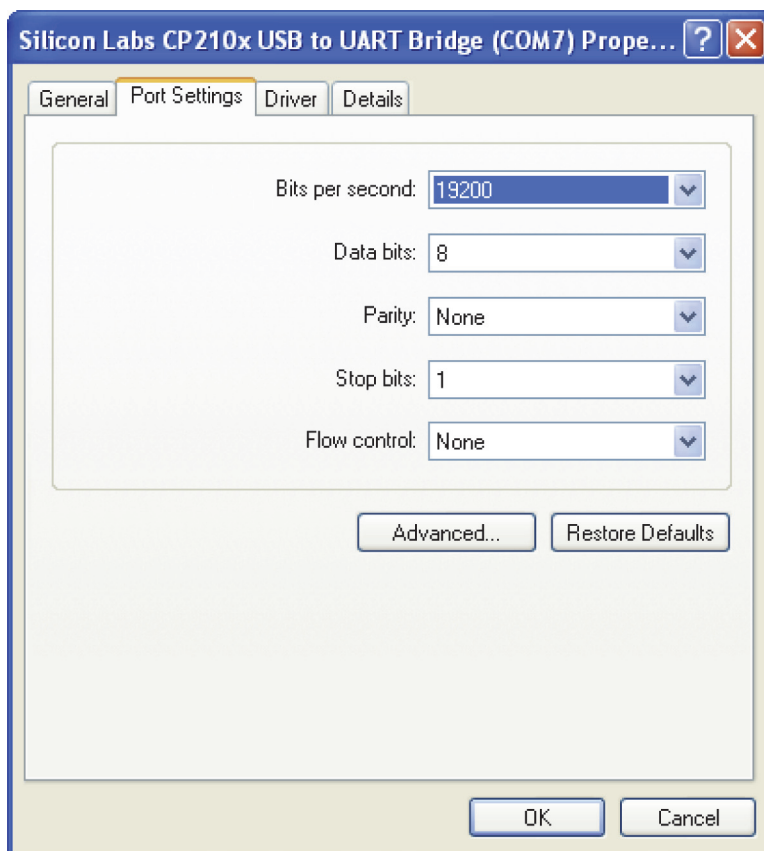 Silicon Labs CP210x USB to UART Bridge (COM7) Prope...
General Port Settings Driver Details
Bits per second: 19200
Data bits: 8
Parity: None
Stop bits: 1
Flow control: None
Advanced... Restore Defaults
OK Cancel